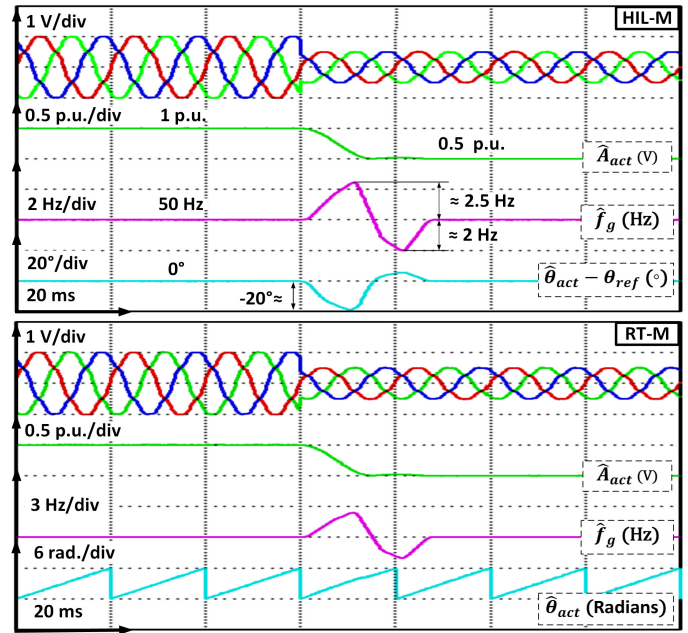 1 V/div
HIL-M
0.5 p.u./div 1 p.u.
0.5 p.u.
Â_act (V)
2 Hz/div 50 Hz
≈ 2.5 Hz
f̂_g (Hz)
≈ 2 Hz
20°/div 0°
θ̂_act − θ_ref (○)
20 ms
-20°≈
1 V/div
RT-M
0.5 p.u./div
Â_act (V)
3 Hz/div
f̂_g (Hz)
6 rad./div
20 ms
θ̂_act (Radians)